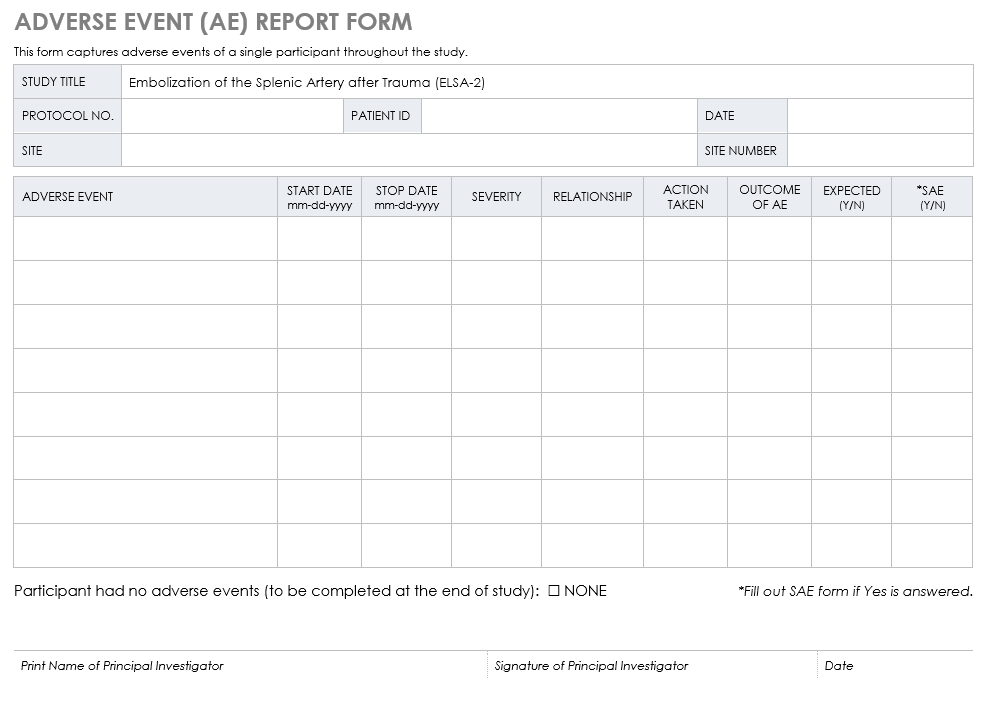 ADVERSE EVENT (AE) REPORT FORM
This form captures adverse events of a single participant throughout the study.
STUDY TITLE Embolization of the Splenic Artery after Trauma (ELSA-2)
PROTOCOL NO. PATIENT ID DATE
SITE SITE NUMBER
ADVERSE EVENT START DATE mm-dd-yyyy STOP DATE mm-dd-yyyy SEVERITY RELATIONSHIP ACTION TAKEN OUTCOME OF AE EXPECTED (Y/N) *SAE (Y/N)
Participant had no adverse events (to be completed at the end of study): ☐ NONE *Fill out SAE form if Yes is answered.
Print Name of Principal Investigator Signature of Principal Investigator Date